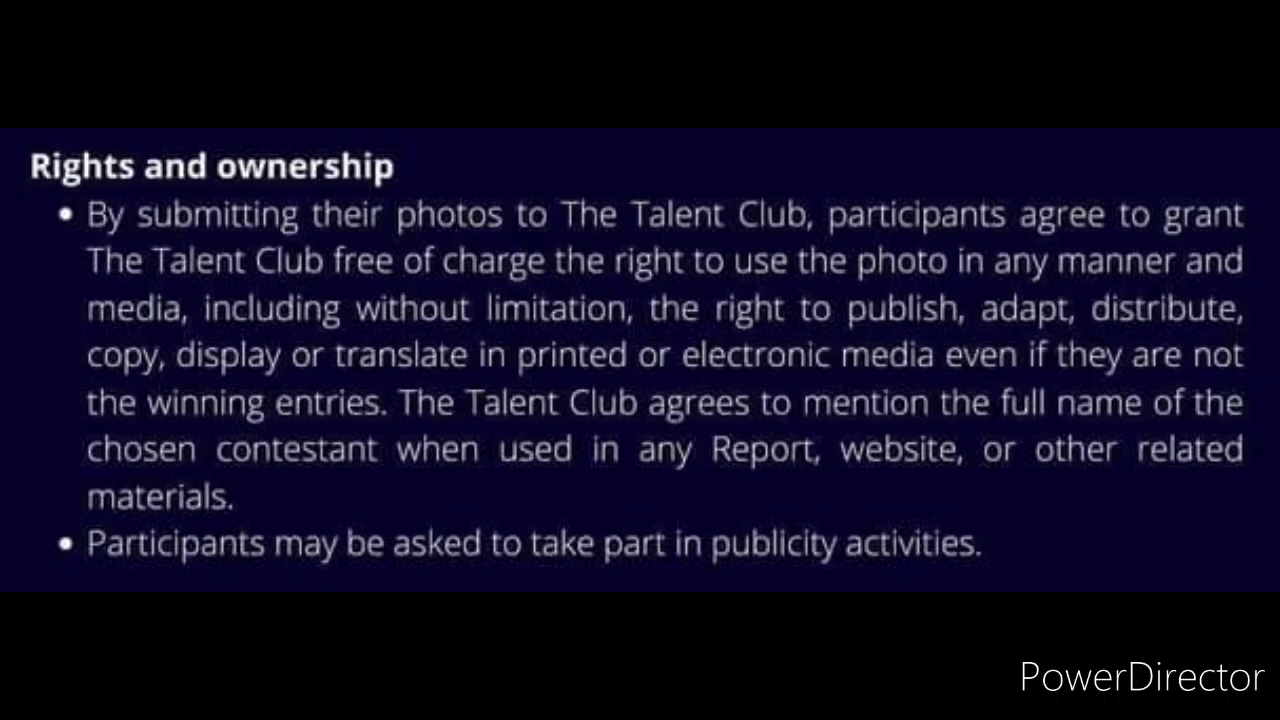 Rights and ownership
• By submitting their photos to The Talent Club, participants agree to grant
The Talent Club free of charge the right to use the photo in any manner and
media, including without limitation, the right to publish, adapt, distribute,
copy, display or translate in printed or electronic media even if they are not
the winning entries. The Talent Club agrees to mention the full name of the
chosen contestant when used in any Report, website, or other related
materials.
• Participants may be asked to take part in publicity activities.
PowerDirector